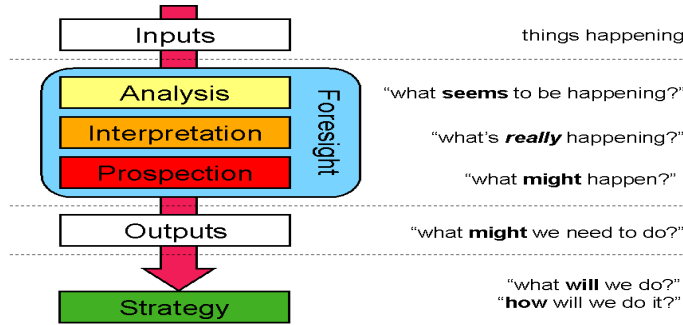 Inputs
things happening
Analysis
“what seems to be happening?”
Interpretation
“what's really happening?”
Prospection
“what might happen?”
Foresight
Outputs
“what might we need to do?”
Strategy
“what will we do?”
“how will we do it?”